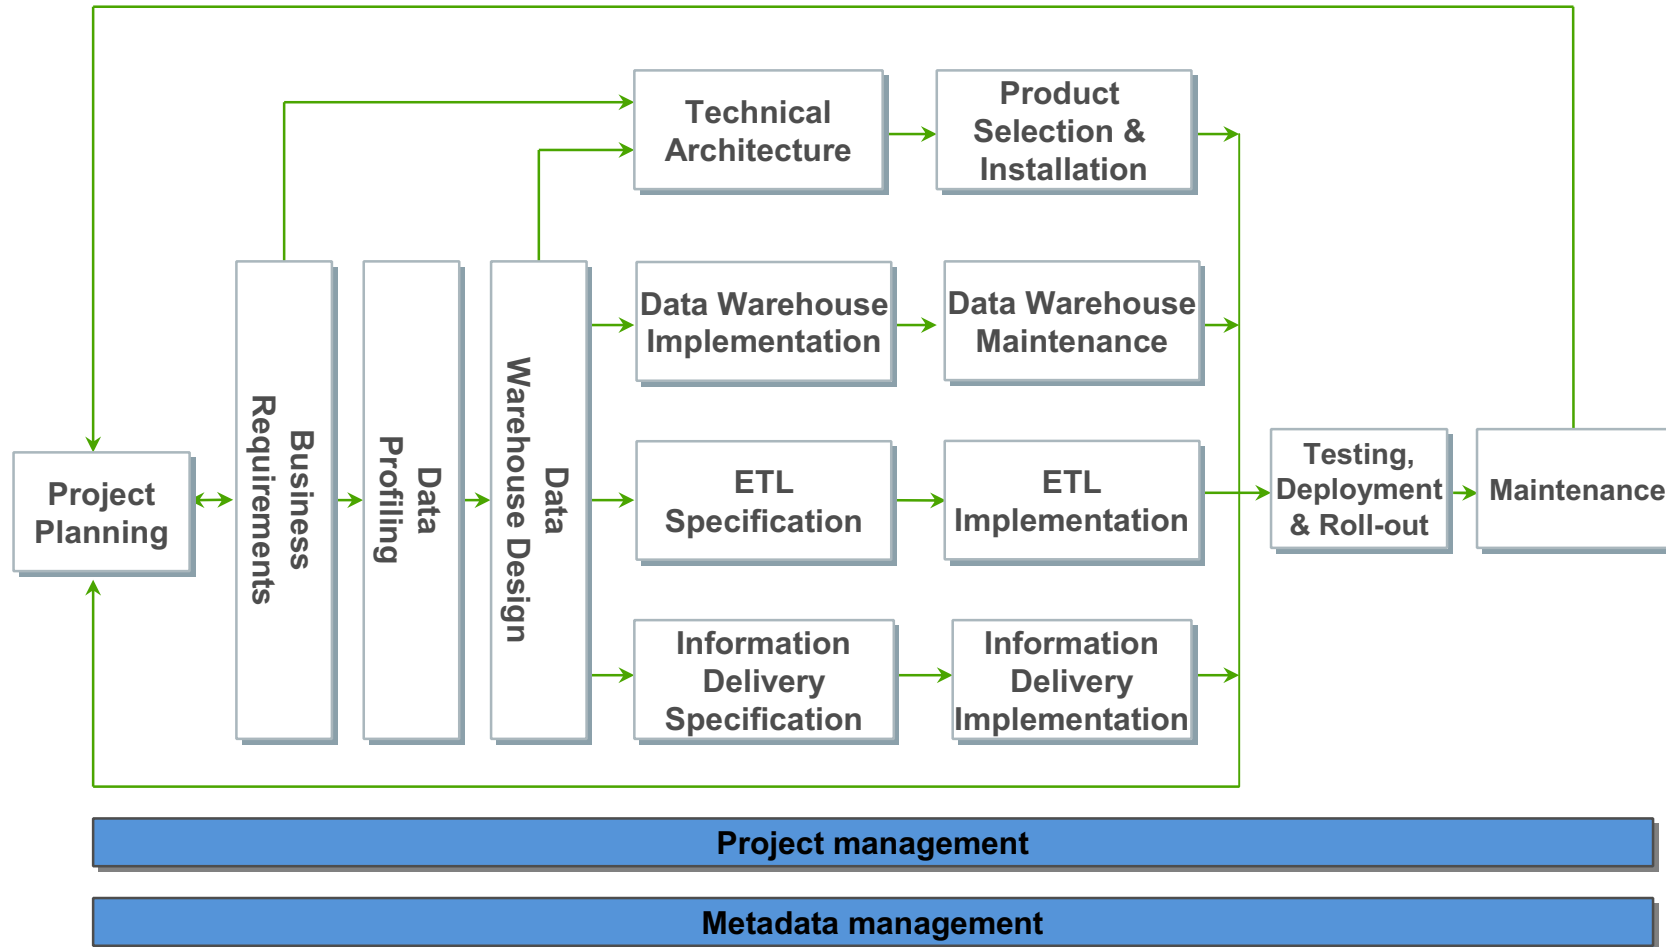 Technical
Architecture
Product
Selection &
Installation
Data Warehouse
Implementation
Data Warehouse
Maintenance
Project
Planning
Business
Requirements
Data
Profiling
Data
Warehouse Design
ETL
Specification
ETL
Implementation
Testing,
Deployment
& Roll-out
Maintenance
Information
Delivery
Specification
Information
Delivery
Implementation
Project management
Metadata management